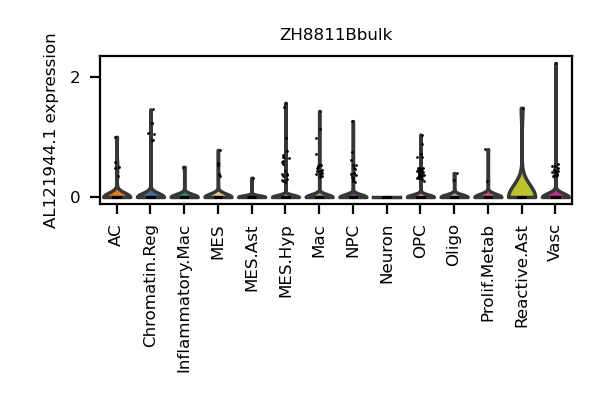 ZH8811Bbulk
AL121944.1 expression
2
0
AC
Chromatin.Reg
Inflammatory.Mac
MES
MES.Ast
MES.Hyp
Mac
NPC
Neuron
OPC
Oligo
Prolif.Metab
Reactive.Ast
Vasc